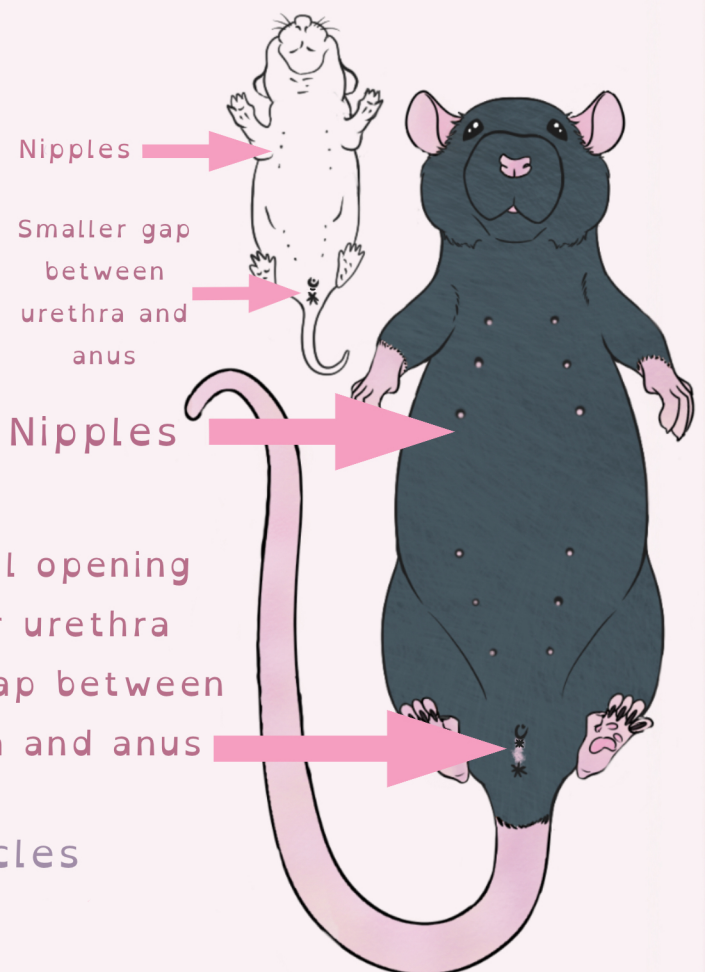 Nipples
Smaller gap
between
urethra and
anus
Nipples
l opening
r urethra
ap between
and anus
cles